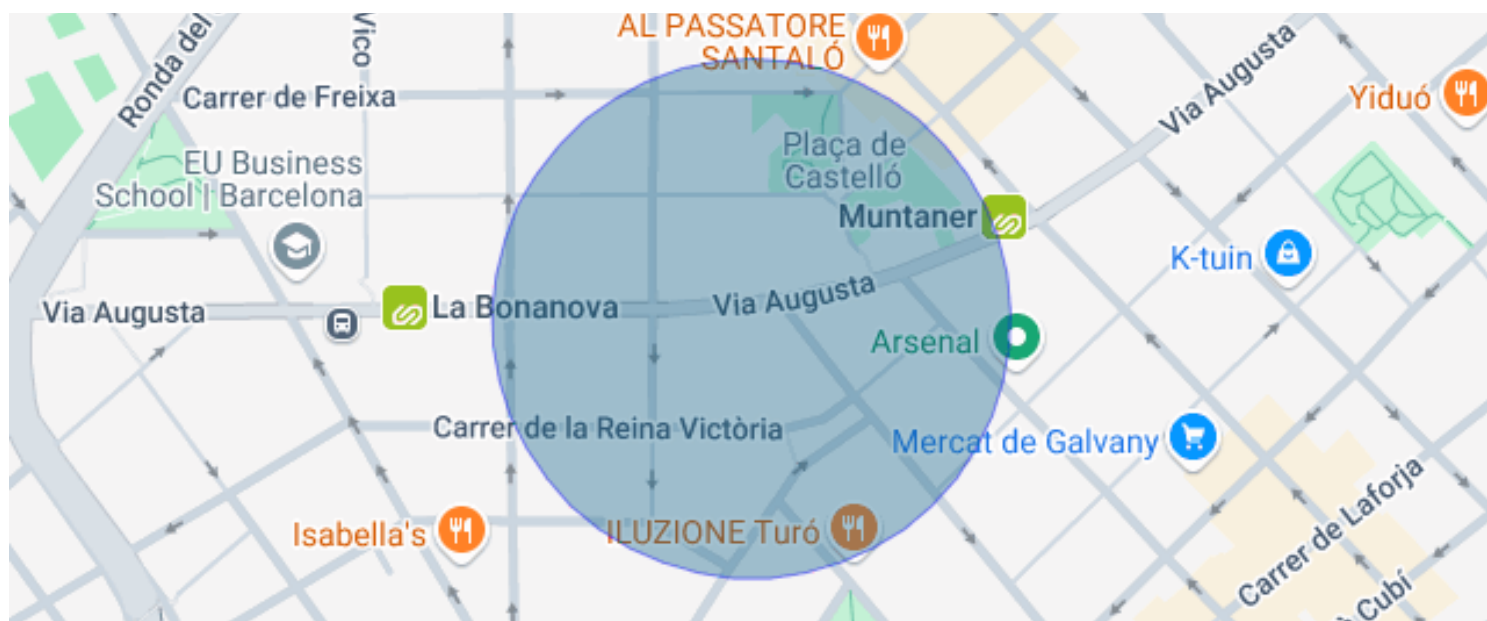 AL PASSATORE
SANTALÓ
Vico
Ronda del
Carrer de Freixa
Via Augusta
Yiduó
EU Business
School | Barcelona
Plaça de
Castelló
Muntaner
K-tuin
Via Augusta
La Bonanova
Via Augusta
Arsenal
Carrer de la Reina Victòria
Mercat de Galvany
Isabella's
ILUZIONE Turó
Carrer de Laforja
Cubí